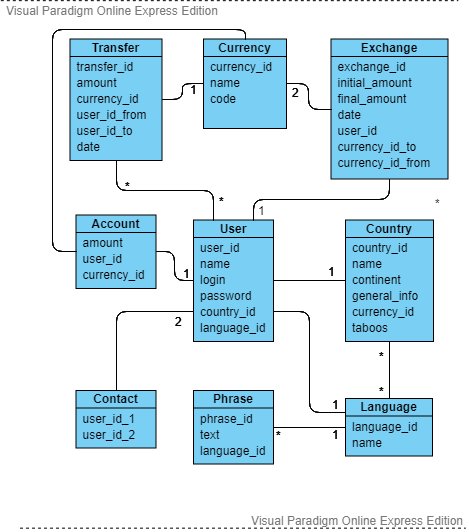 Visual Paradigm Online Express Edition
Transfer
transfer_id
amount
currency_id
user_id_from
user_id_to
date
Currency
currency_id
name
code
Exchange
exchange_id
initial_amount
final_amount
date
user_id
currency_id_to
currency_id_from
1
2
*
*
1
*
Account
amount
user_id
currency_id
User
user_id
name
login
password
country_id
language_id
Country
country_id
name
continent
general_info
currency_id
taboos
1
1
2
*
*
Contact
user_id_1
user_id_2
Phrase
phrase_id
text
language_id
Language
language_id
name
1
*
1
Visual Paradigm Online Express Edition